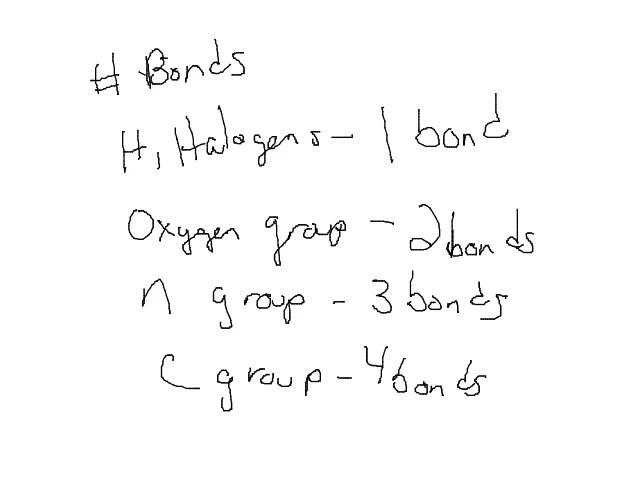 # Bonds
H, Halogens - 1 bond
Oxygen group - 2 bonds
N group - 3 bonds
C group - 4 bonds